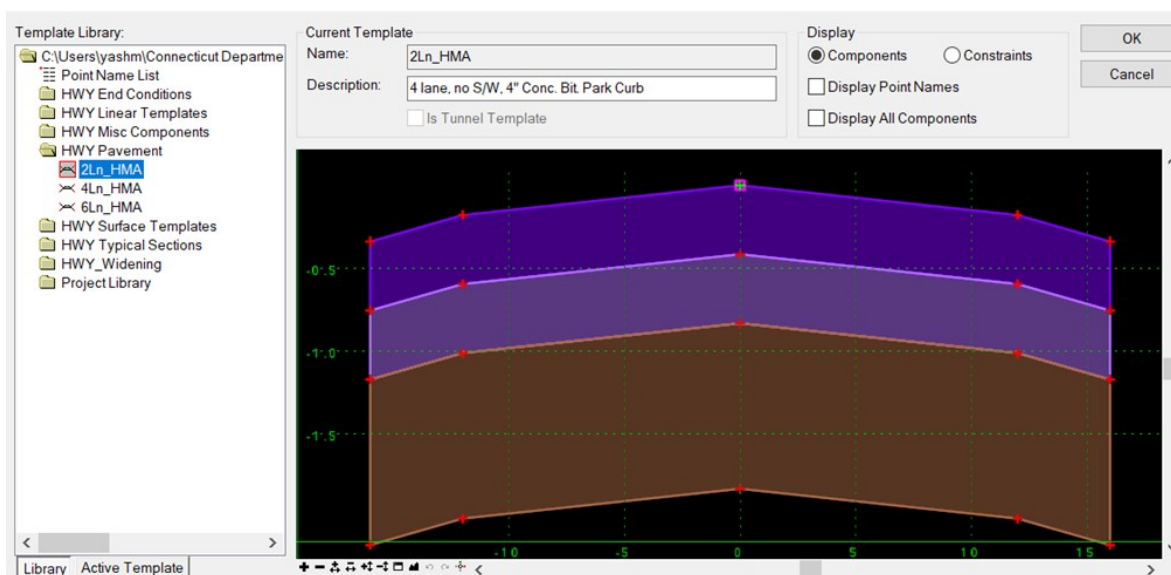 Template Library:
C:\Users\yashm\Connecticut Departme
Point Name List
HWY End Conditions
HWY Linear Templates
HWY Misc Components
HWY Pavement
2Ln_HMA
4Ln_HMA
6Ln_HMA
HWY Surface Templates
HWY Typical Sections
HWY_Widening
Project Library
Library Active Template
Current Template
Name: 2Ln_HMA
Description: 4 lane, no S/W, 4" Conc. Bit. Park Curb
Is Tunnel Template
Display
Components Constraints
Display Point Names
Display All Components
OK
Cancel
-0.5
-1.0
-1.5
-10 -5 0 5 10 15